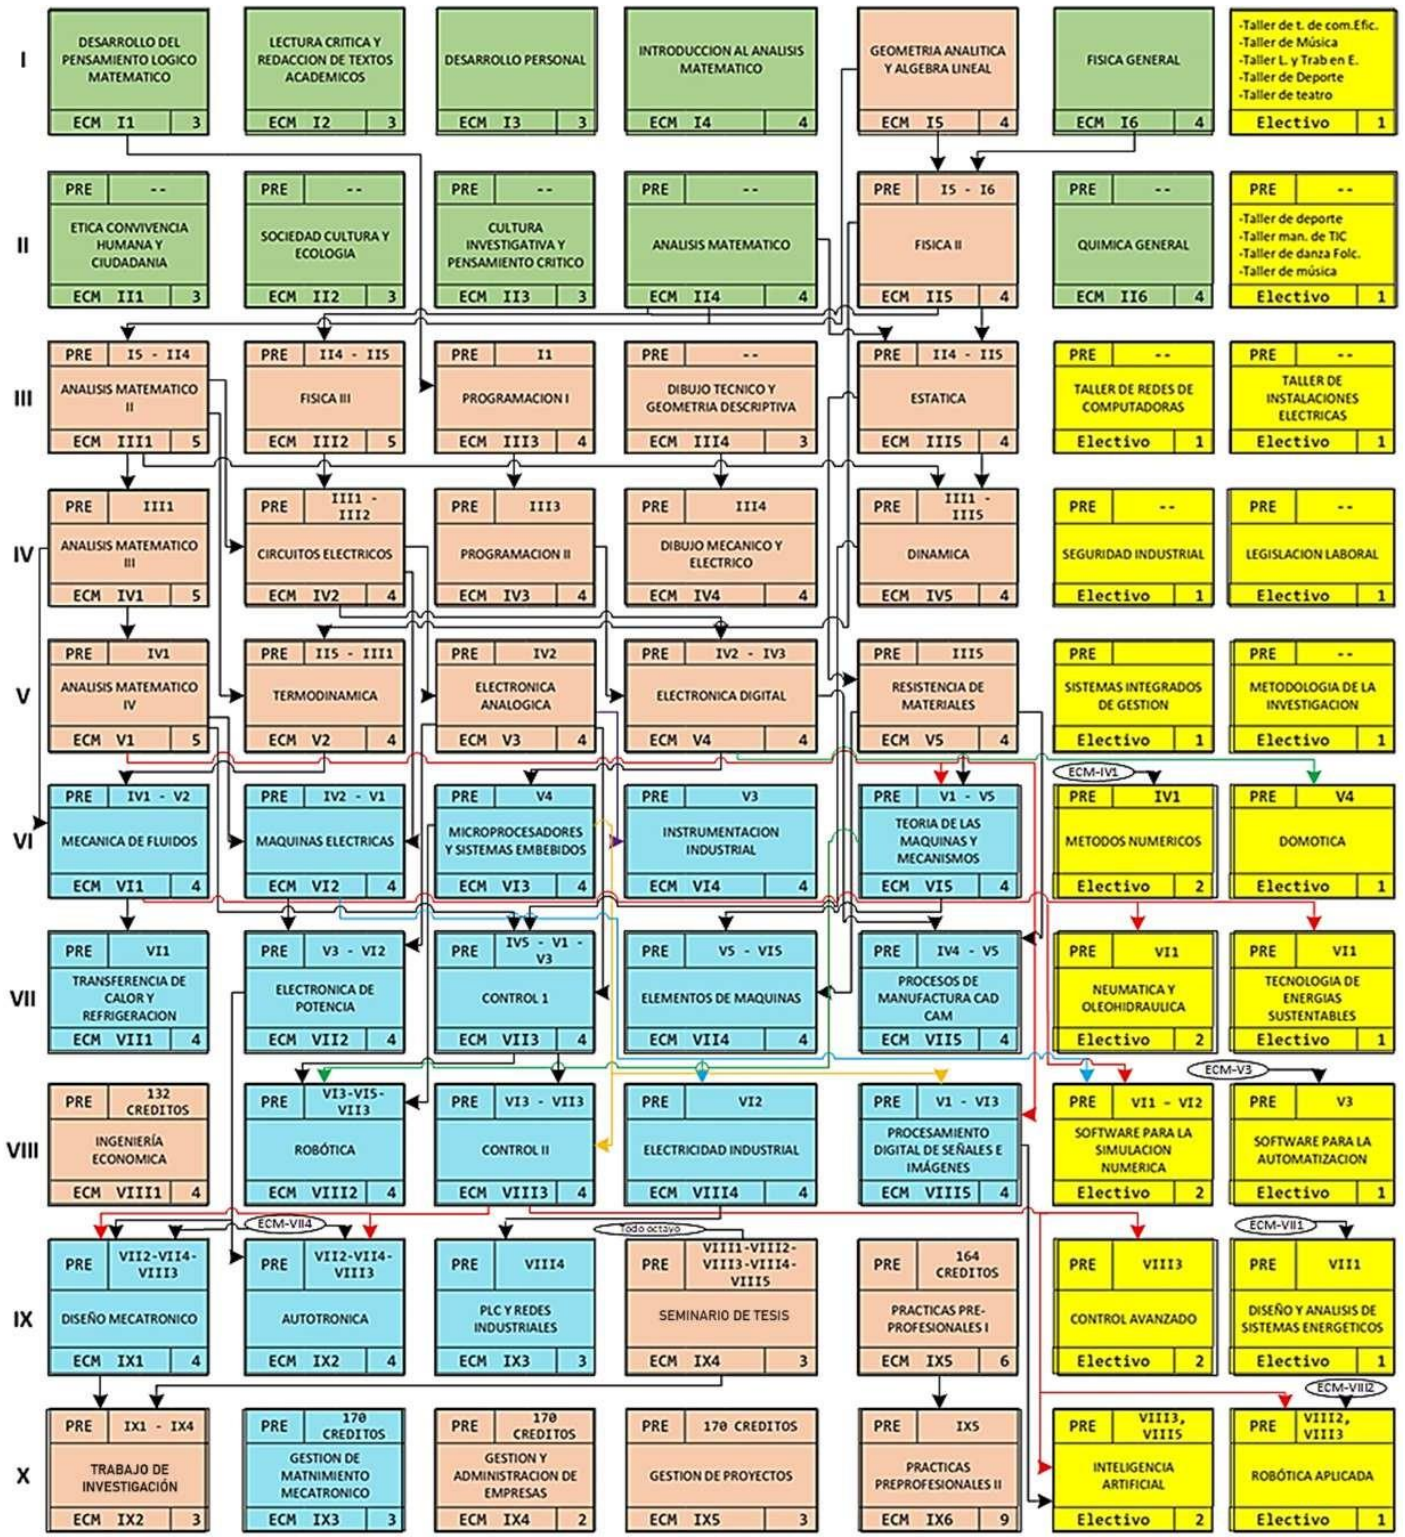 I
DESARROLLO DEL
PENSAMIENTO LOGICO
MATEMATICO
ECM I1 3
LECTURA CRITICA Y
REDACCION DE TEXTOS
ACADEMICOS
ECM I2 3
DESARROLLO PERSONAL
ECM I3 3
INTRODUCCION AL ANALISIS
MATEMATICO
ECM I4 4
GEOMETRIA ANALITICA
Y ALGEBRA LINEAL
ECM I5 4
FISICA GENERAL
ECM I6 4
-Taller de t. de com.Efic.
-Taller de Música
-Taller L. y Trab en E.
-Taller de Deporte
-Taller de teatro
Electivo 1
II
PRE --
ETICA CONVIVENCIA
HUMANA Y
CIUDADANIA
ECM II1 3
PRE --
SOCIEDAD CULTURA Y
ECOLOGIA
ECM II2 3
PRE --
CULTURA
INVESTIGATIVA Y
PENSAMIENTO CRITICO
ECM II3 3
PRE --
ANALISIS MATEMATICO
ECM II4 4
PRE I5 - I6
FISICA II
ECM II5 4
PRE --
QUIMICA GENERAL
ECM II6 4
PRE --
-Taller de deporte
-Taller man. de TIC
-Taller de danza Folc.
-Taller de música
Electivo 1
III
PRE I5 - II4
ANALISIS MATEMATICO
II
ECM III1 5
PRE II4 - II5
FISICA III
ECM III2 5
PRE I1
PROGRAMACION I
ECM III3 4
PRE --
DIBUJO TECNICO Y
GEOMETRIA DESCRIPTIVA
ECM III4 3
PRE II4 - II5
ESTATICA
ECM III5 4
PRE --
TALLER DE REDES DE
COMPUTADORAS
Electivo 1
PRE --
TALLER DE
INSTALACIONES
ELECTRICAS
Electivo 1
IV
PRE III1
ANALISIS MATEMATICO
III
ECM IV1 5
PRE III1 -
III2
CIRCUITOS ELECTRICOS
ECM IV2 4
PRE III3
PROGRAMACION II
ECM IV3 4
PRE III4
DIBUJO MECANICO Y
ELECTRICO
ECM IV4 4
PRE III1 -
III5
DINAMICA
ECM IV5 4
PRE --
SEGURIDAD INDUSTRIAL
Electivo 1
PRE --
LEGISLACION LABORAL
Electivo 1
V
PRE IV1
ANALISIS MATEMATICO
IV
ECM V1 5
PRE II5 - III1
TERMODINAMICA
ECM V2 4
PRE IV2
ELECTRONICA
ANALOGICA
ECM V3 4
PRE IV2 - IV3
ELECTRONICA DIGITAL
ECM V4 4
PRE III5
RESISTENCIA DE
MATERIALES
ECM V5 4
PRE
SISTEMAS INTEGRADOS
DE GESTION
Electivo 1
PRE --
METODOLOGIA DE LA
INVESTIGACION
Electivo 1
ECM-IV1
VI
PRE IV1 - V2
MECANICA DE FLUIDOS
ECM VI1 4
PRE IV2 - V1
MAQUINAS ELECTRICAS
ECM VI2 4
PRE V4
MICROPROCESADORES
Y SISTEMAS EMBEBIDOS
ECM VI3 4
PRE V3
INSTRUMENTACION
INDUSTRIAL
ECM VI4 4
PRE V1 - V5
TEORIA DE LAS
MAQUINAS Y
MECANISMOS
ECM VI5 4
PRE IV1
METODOS NUMERICOS
Electivo 2
PRE V4
DOMOTICA
Electivo 1
VII
PRE VI1
TRANSFERENCIA DE
CALOR Y
REFRIGERACION
ECM VII1 4
PRE V3 - VI2
ELECTRONICA DE
POTENCIA
ECM VII2 4
PRE IV5 - V1 -
V3
CONTROL 1
ECM VII3 4
PRE V5 - VI5
ELEMENTOS DE MAQUINAS
ECM VII4 4
PRE IV4 - V5
PROCESOS DE
MANUFACTURA CAD
CAM
ECM VII5 4
PRE VI1
NEUMATICA Y
OLEOHIDRAULICA
Electivo 2
PRE VI1
TECNOLOGIA DE
ENERGIAS
SUSTENTABLES
Electivo 1
ECM-V3
VIII
PRE 132
CREDITOS
INGENIERÍA
ECONOMICA
ECM VIII1 4
PRE VI3-VI5-
VII3
ROBÓTICA
ECM VIII2 4
PRE VI3 - VII3
CONTROL II
ECM VIII3 4
PRE VI2
ELECTRICIDAD INDUSTRIAL
ECM VIII4 4
PRE V1 - VI3
PROCESAMIENTO
DIGITAL DE SEÑALES E
IMÁGENES
ECM VIII5 4
PRE VI1 - VI2
SOFTWARE PARA LA
SIMULACION
NUMERICA
Electivo 2
PRE V3
SOFTWARE PARA LA
AUTOMATIZACION
Electivo 1
ECM-VII4
Todo octavo
ECM-VII1
IX
PRE VII2-VII4-
VIII3
DISEÑO MECATRONICO
ECM IX1 4
PRE VII2-VII4-
VIII3
AUTOTRONICA
ECM IX2 4
PRE VIII4
PLC Y REDES
INDUSTRIALES
ECM IX3 3
PRE VIII1-VIII2-
VIII3-VIII4-
VIII5
SEMINARIO DE TESIS
ECM IX4 3
PRE 164
CREDITOS
PRACTICAS PRE-
PROFESIONALES I
ECM IX5 6
PRE VIII3
CONTROL AVANZADO
Electivo 2
PRE VII1
DISEÑO Y ANALISIS DE
SISTEMAS ENERGETICOS
Electivo 1
ECM-VIII2
X
PRE IX1 - IX4
TRABAJO DE
INVESTIGACIÓN
ECM IX2 3
PRE 170
CREDITOS
GESTION DE
MATNIMIENTO
MECATRONICO
ECM IX3 3
PRE 170
CREDITOS
GESTION Y
ADMINISTRACION DE
EMPRESAS
ECM IX4 2
PRE 170 CREDITOS
GESTION DE PROYECTOS
ECM IX5 3
PRE IX5
PRACTICAS
PREPROFESIONALES II
ECM IX6 9
PRE VIII3,
VIII5
INTELIGENCIA
ARTIFICIAL
Electivo 2
PRE VIII2,
VIII3
ROBÓTICA APLICADA
Electivo 1